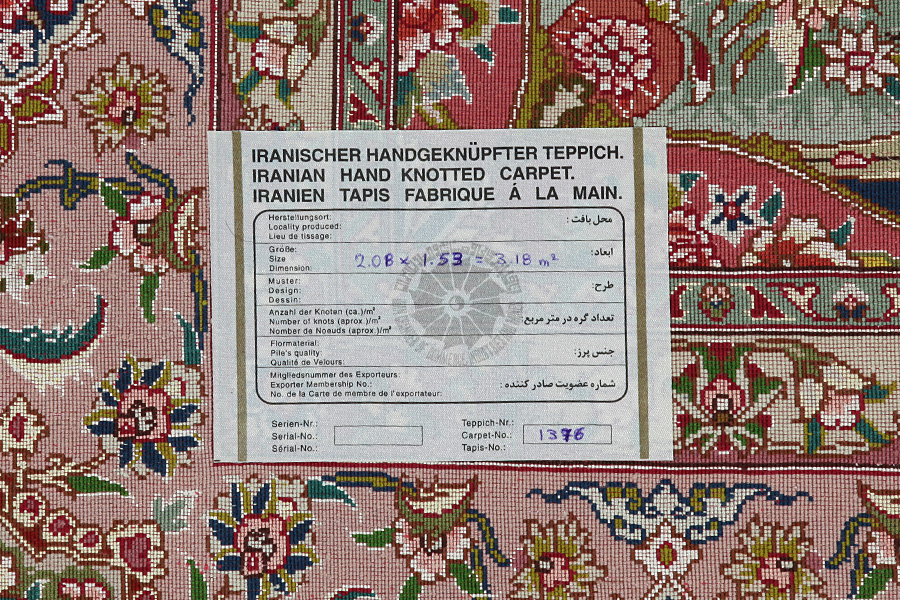 IRANISCHER HANDGEKNÜPFTER TEPPICH.
IRANIAN HAND KNOTTED CARPET.
IRANIEN TAPIS FABRIQUE Á LA MAIN.
Herstellungsort:
Locality produced:
Lieu de tissage:
محل بافت :
Größe:
Size
Dimension:
2.08 × 1.53 = 3.18 m²
ابعاد:
Muster:
Design:
Dessin:
طرح:
Anzahl der Knoten (ca.)/m²
Number of knots (aprox.)/m²
Nombre de Noeuds (aprox.)/m²
تعداد گره در متر مربع:
Flormaterial:
Pile's quality:
Qualité de Velours:
جنس پرز:
Mitgliedsnummer des Exporteurs:
Exporter Membership No.:
No. de la Carte de membre de l'exportateur:
شماره عضویت صادر کننده :
Serien-Nr.:
Serial-No.:
Sérial-No.:
Teppich-Nr.:
Carpet-No.:
Tapis-No.:
1376